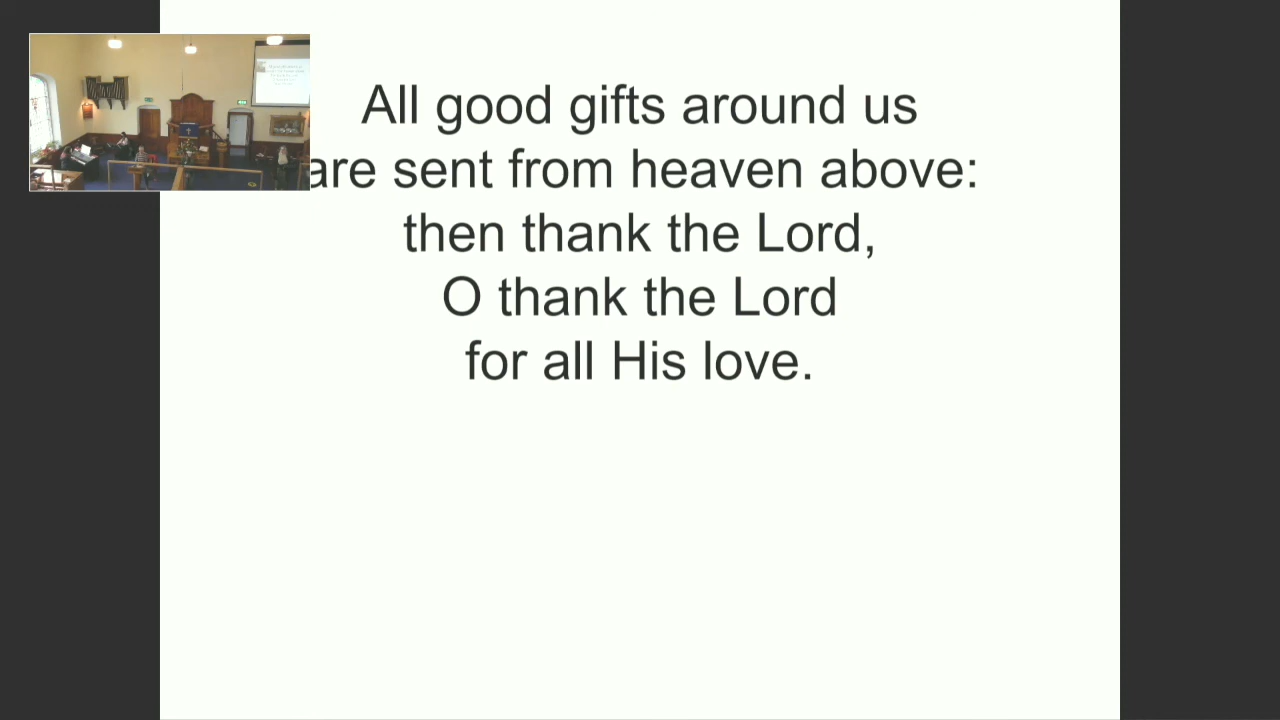 All good gifts around us
are sent from heaven above:
then thank the Lord,
O thank the Lord
for all His love.